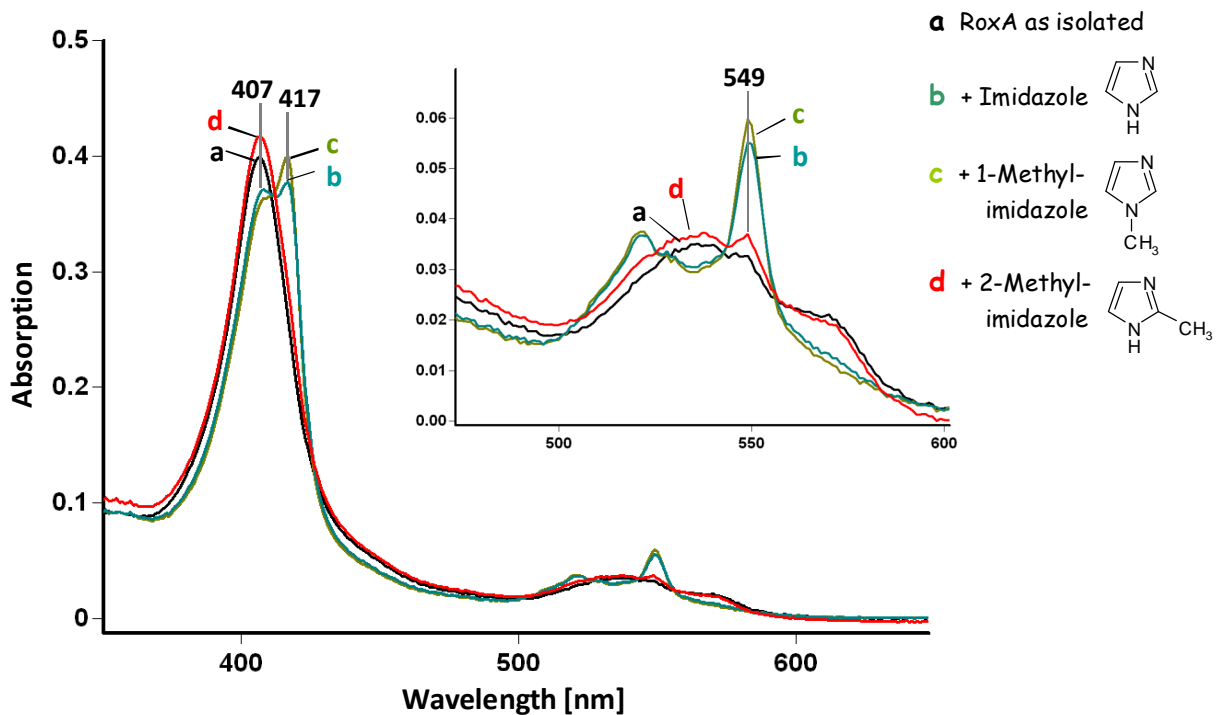 0.5
0.4
0.3
0.2
0.1
0
Absorption
400
500
600
Wavelength [nm]
407
417
d
a
c
b
0.06
0.05
0.04
0.03
0.02
0.01
0.00
500
550
600
549
c
b
d
a
a RoxA as isolated
b + Imidazole
N
N
H
c + 1-Methyl-
imidazole
N
N
CH3
d + 2-Methyl-
imidazole
N
N
H
CH3